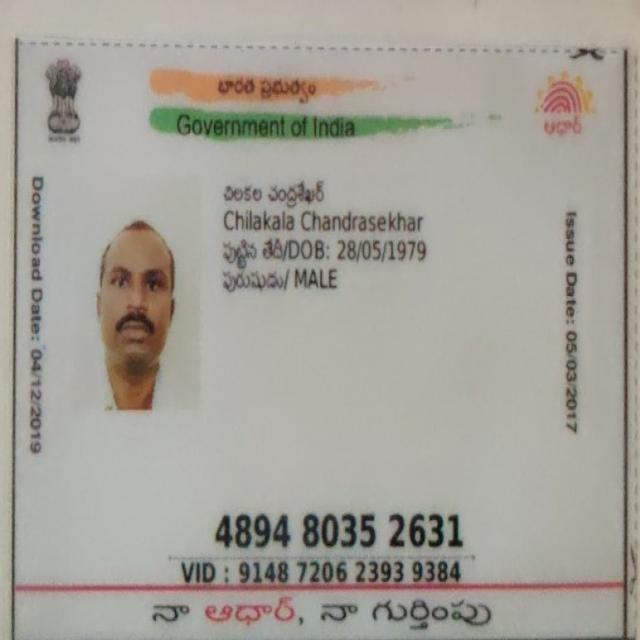 భారత ప్రభుత్వం
Government of India
ఆధార్
Download Date: 04/12/2019
చిలకల చంద్రశేఖర్
Chilakala Chandrasekhar
పుట్టిన తేదీ/DOB: 28/05/1979
పురుషుడు/ MALE
Issue Date: 05/03/2017
4894 8035 2631
VID : 9148 7206 2393 9384
నా ఆధార్, నా గుర్తింపు